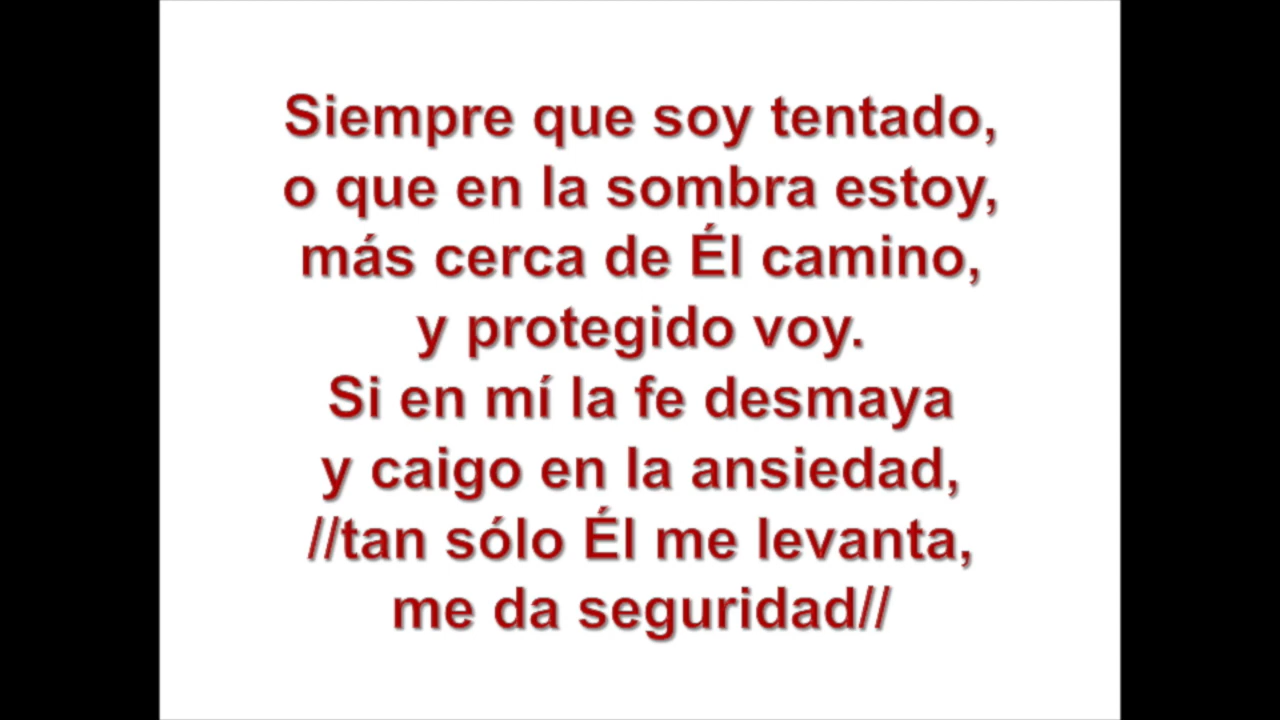 Siempre que soy tentado,
o que en la sombra estoy,
más cerca de Él camino,
y protegido voy.
Si en mí la fe desmaya
y caigo en la ansiedad,
//tan sólo Él me levanta,
me da seguridad//